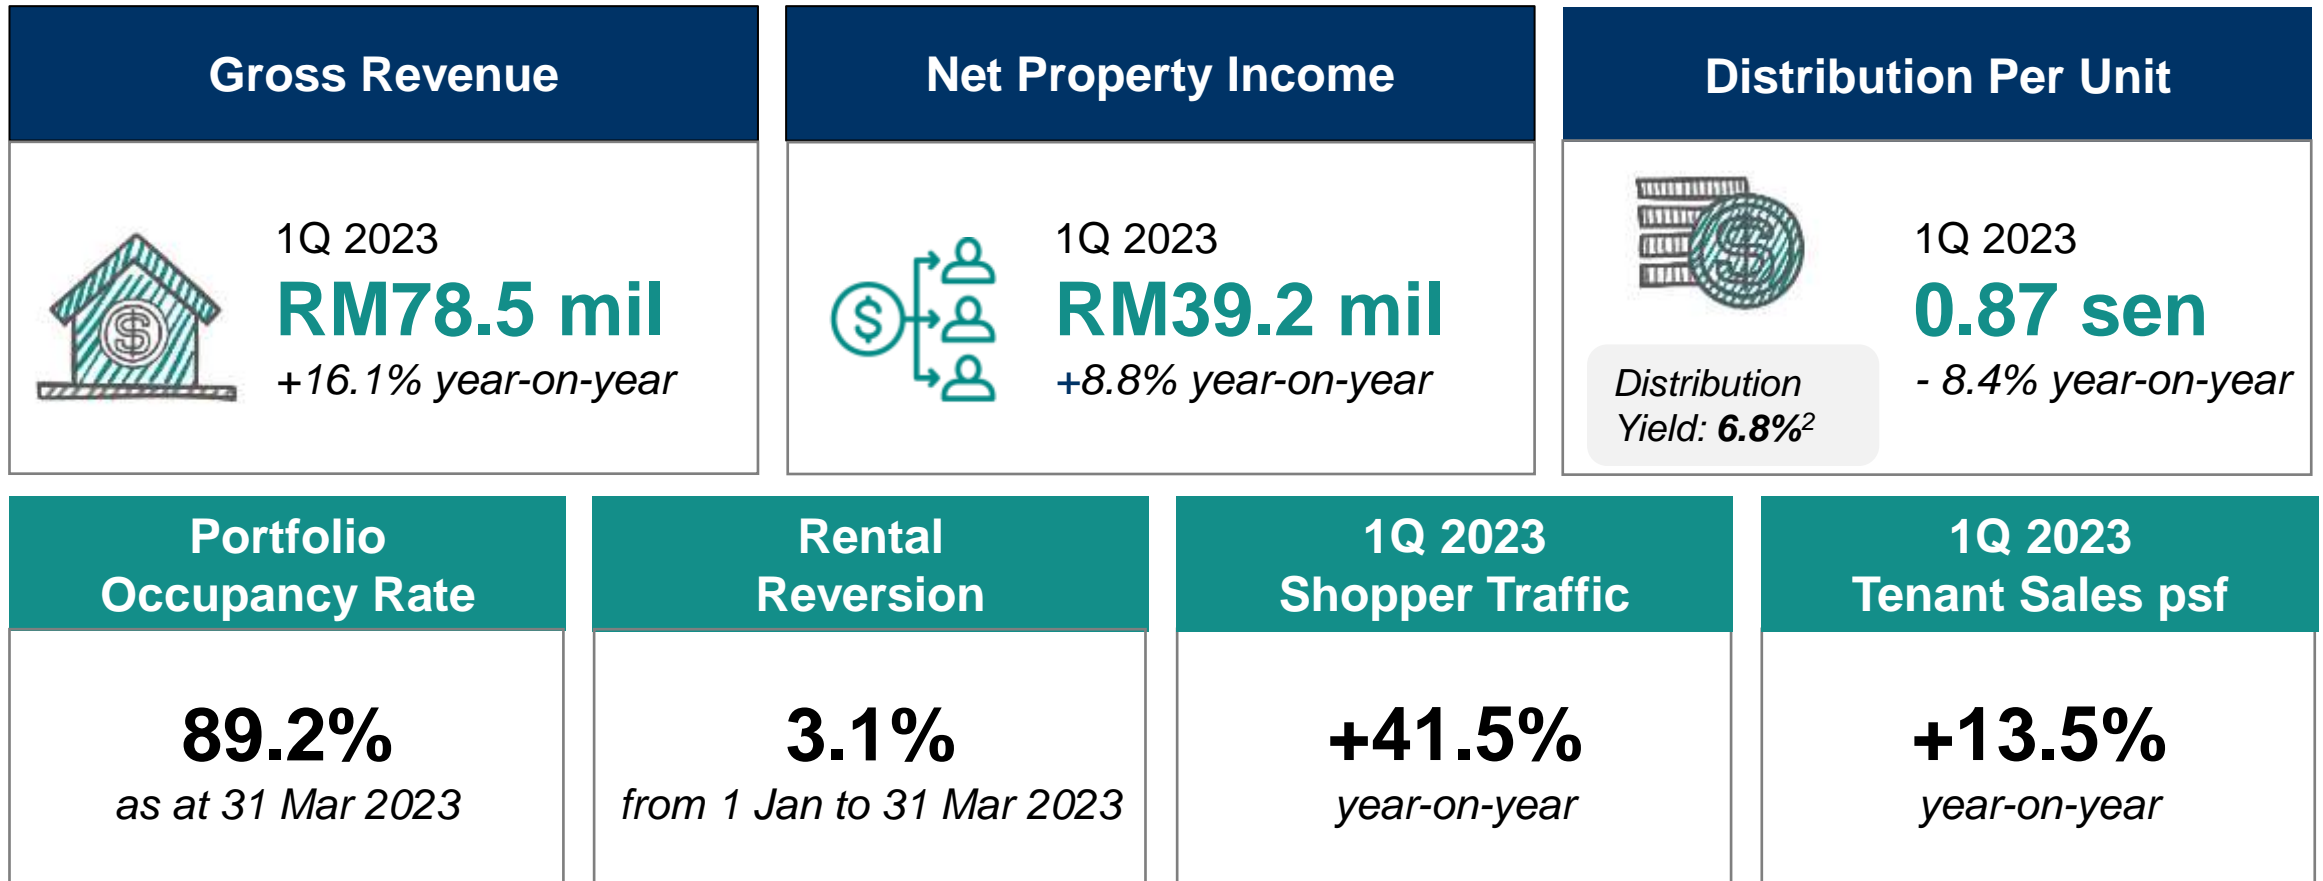 Gross Revenue
1Q 2023
RM78.5 mil
+16.1% year-on-year
Net Property Income
1Q 2023
RM39.2 mil
+8.8% year-on-year
Distribution Per Unit
1Q 2023
0.87 sen
- 8.4% year-on-year
Distribution
Yield: 6.8%²
Portfolio
Occupancy Rate
89.2%
as at 31 Mar 2023
Rental
Reversion
3.1%
from 1 Jan to 31 Mar 2023
1Q 2023
Shopper Traffic
+41.5%
year-on-year
1Q 2023
Tenant Sales psf
+13.5%
year-on-year